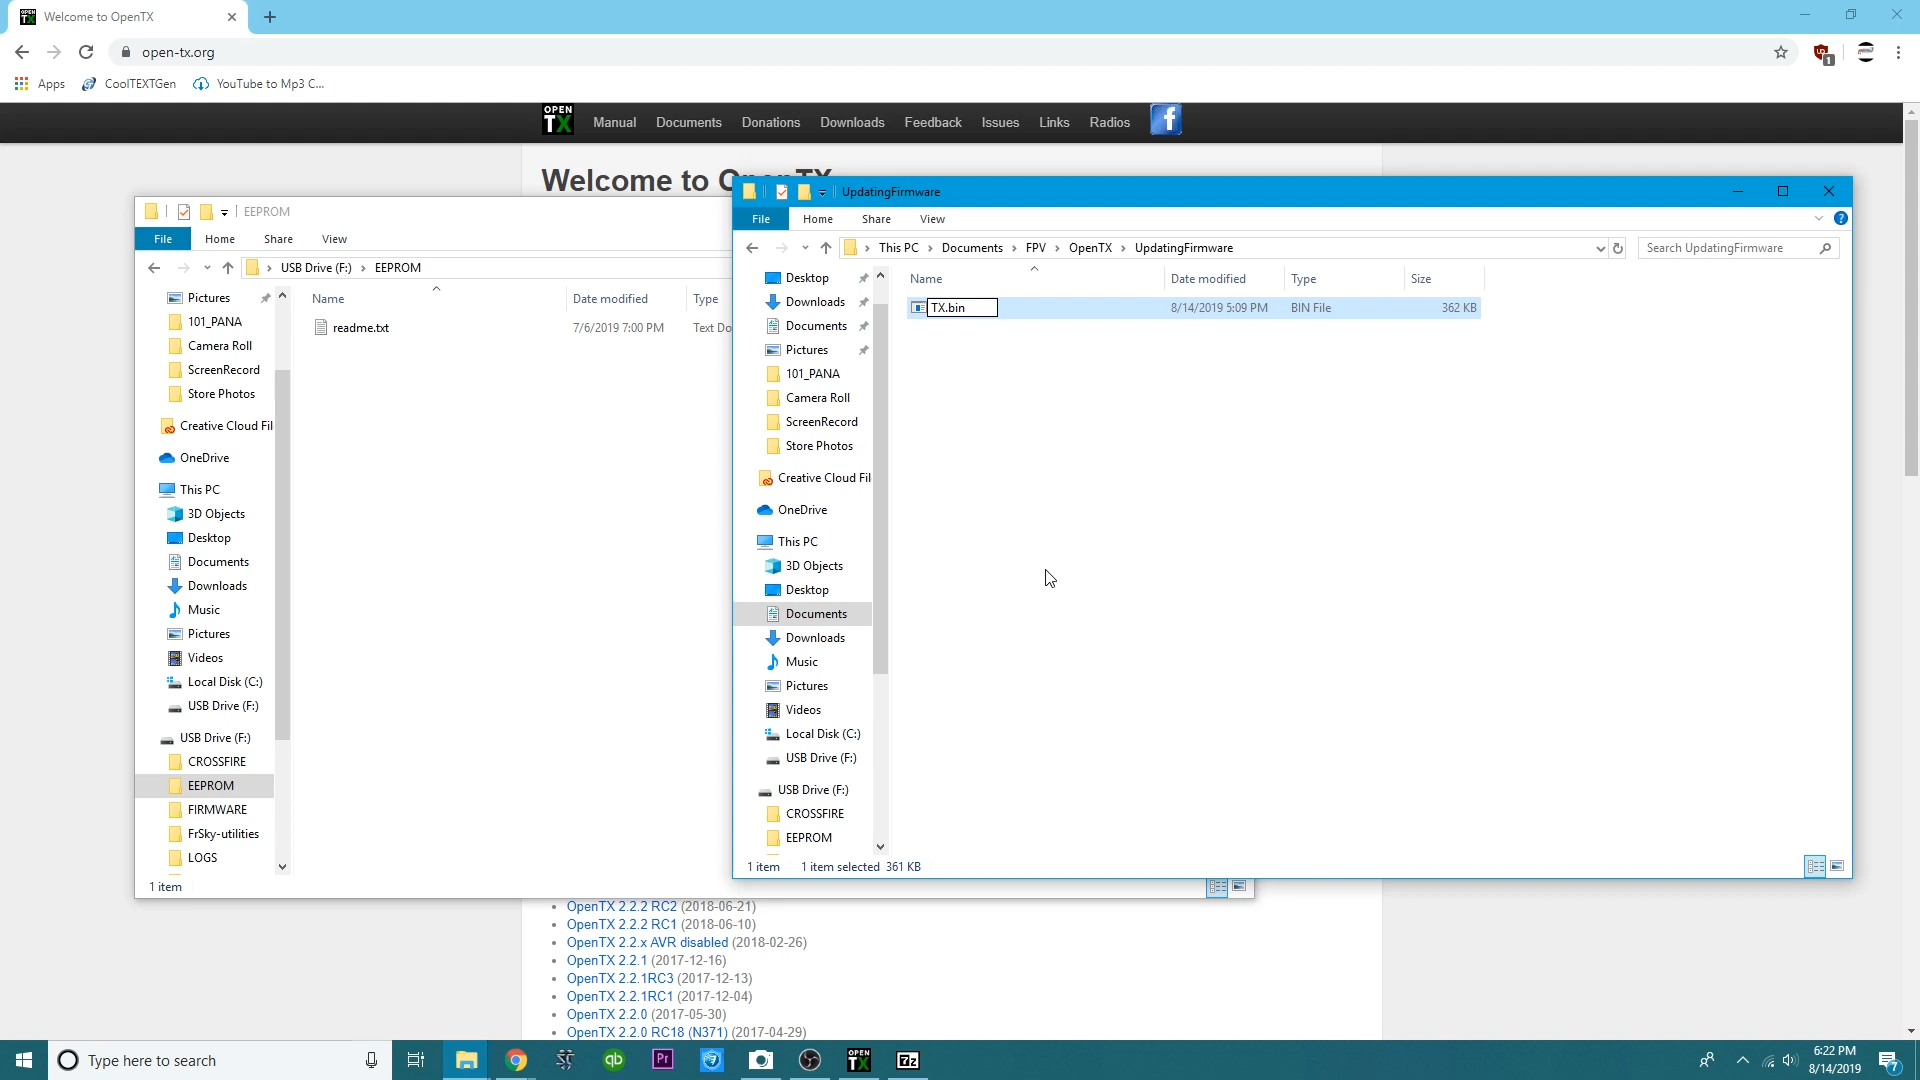 Welcome to OpenTX
open-tx.org
1
Apps CoolTEXTGen YouTube to Mp3 C...
OPEN TX Manual Documents Donations Downloads Feedback Issues Links Radios f
Welcome to OpenTX
EEPROM
File Home Share View
USB Drive (F:) EEPROM
Name Date modified Type
readme.txt 7/6/2019 7:00 PM Text Do
Pictures
101_PANA
Camera Roll
ScreenRecord
Store Photos
Creative Cloud Fil
OneDrive
This PC
3D Objects
Desktop
Documents
Downloads
Music
Pictures
Videos
Local Disk (C:)
USB Drive (F:)
USB Drive (F:)
CROSSFIRE
EEPROM
FIRMWARE
FrSky-utilities
LOGS
1 item
UpdatingFirmware
File Home Share View
This PC Documents FPV OpenTX UpdatingFirmware
Search UpdatingFirmware
Name Date modified Type Size
TX.bin 8/14/2019 5:09 PM BIN File 362 KB
Desktop
Downloads
Documents
Pictures
101_PANA
Camera Roll
ScreenRecord
Store Photos
Creative Cloud Fil
OneDrive
This PC
3D Objects
Desktop
Documents
Downloads
Music
Pictures
Videos
Local Disk (C:)
USB Drive (F:)
USB Drive (F:)
CROSSFIRE
EEPROM
1 item 1 item selected 361 KB
OpenTX 2.2.2 RC2 (2018-06-21)
OpenTX 2.2.2 RC1 (2018-06-10)
OpenTX 2.2.x AVR disabled (2018-02-26)
OpenTX 2.2.1 (2017-12-16)
OpenTX 2.2.1RC3 (2017-12-13)
OpenTX 2.2.1RC1 (2017-12-04)
OpenTX 2.2.0 (2017-05-30)
OpenTX 2.2.0 RC18 (N371) (2017-04-29)
Type here to search
qb Pr OPEN TX 7z
6:22 PM
8/14/2019
7